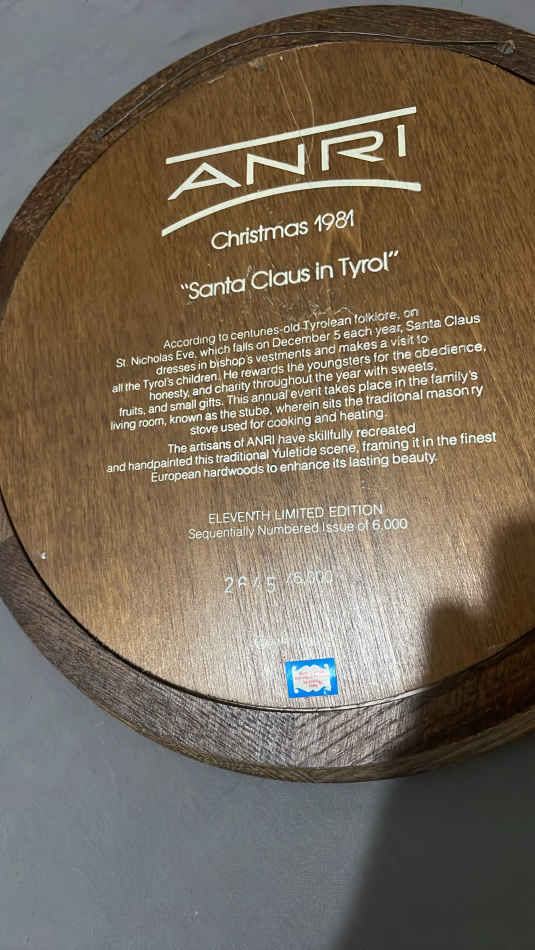 ANRI
Christmas 1981
"Santa Claus in Tyrol"
According to centuries-old Tyrolean folklore, on
St. Nicholas Eve, which falls on December 5 each year, Santa Claus
dresses in bishop's vestments and makes a visit to
all the Tyrol's children. He rewards the youngsters for the obedience,
honesty, and charity throughout the year with sweets,
fruits, and small gifts. This annual event takes place in the family's
living room, known as the stube, wherein sits the traditonal masonry
stove used for cooking and heating.
The artisans of ANRI have skillfully recreated
and handpainted this traditional Yuletide scene, framing it in the finest
European hardwoods to enhance its lasting beauty.
ELEVENTH LIMITED EDITION
Sequentially Numbered Issue of 6,000
/6,000